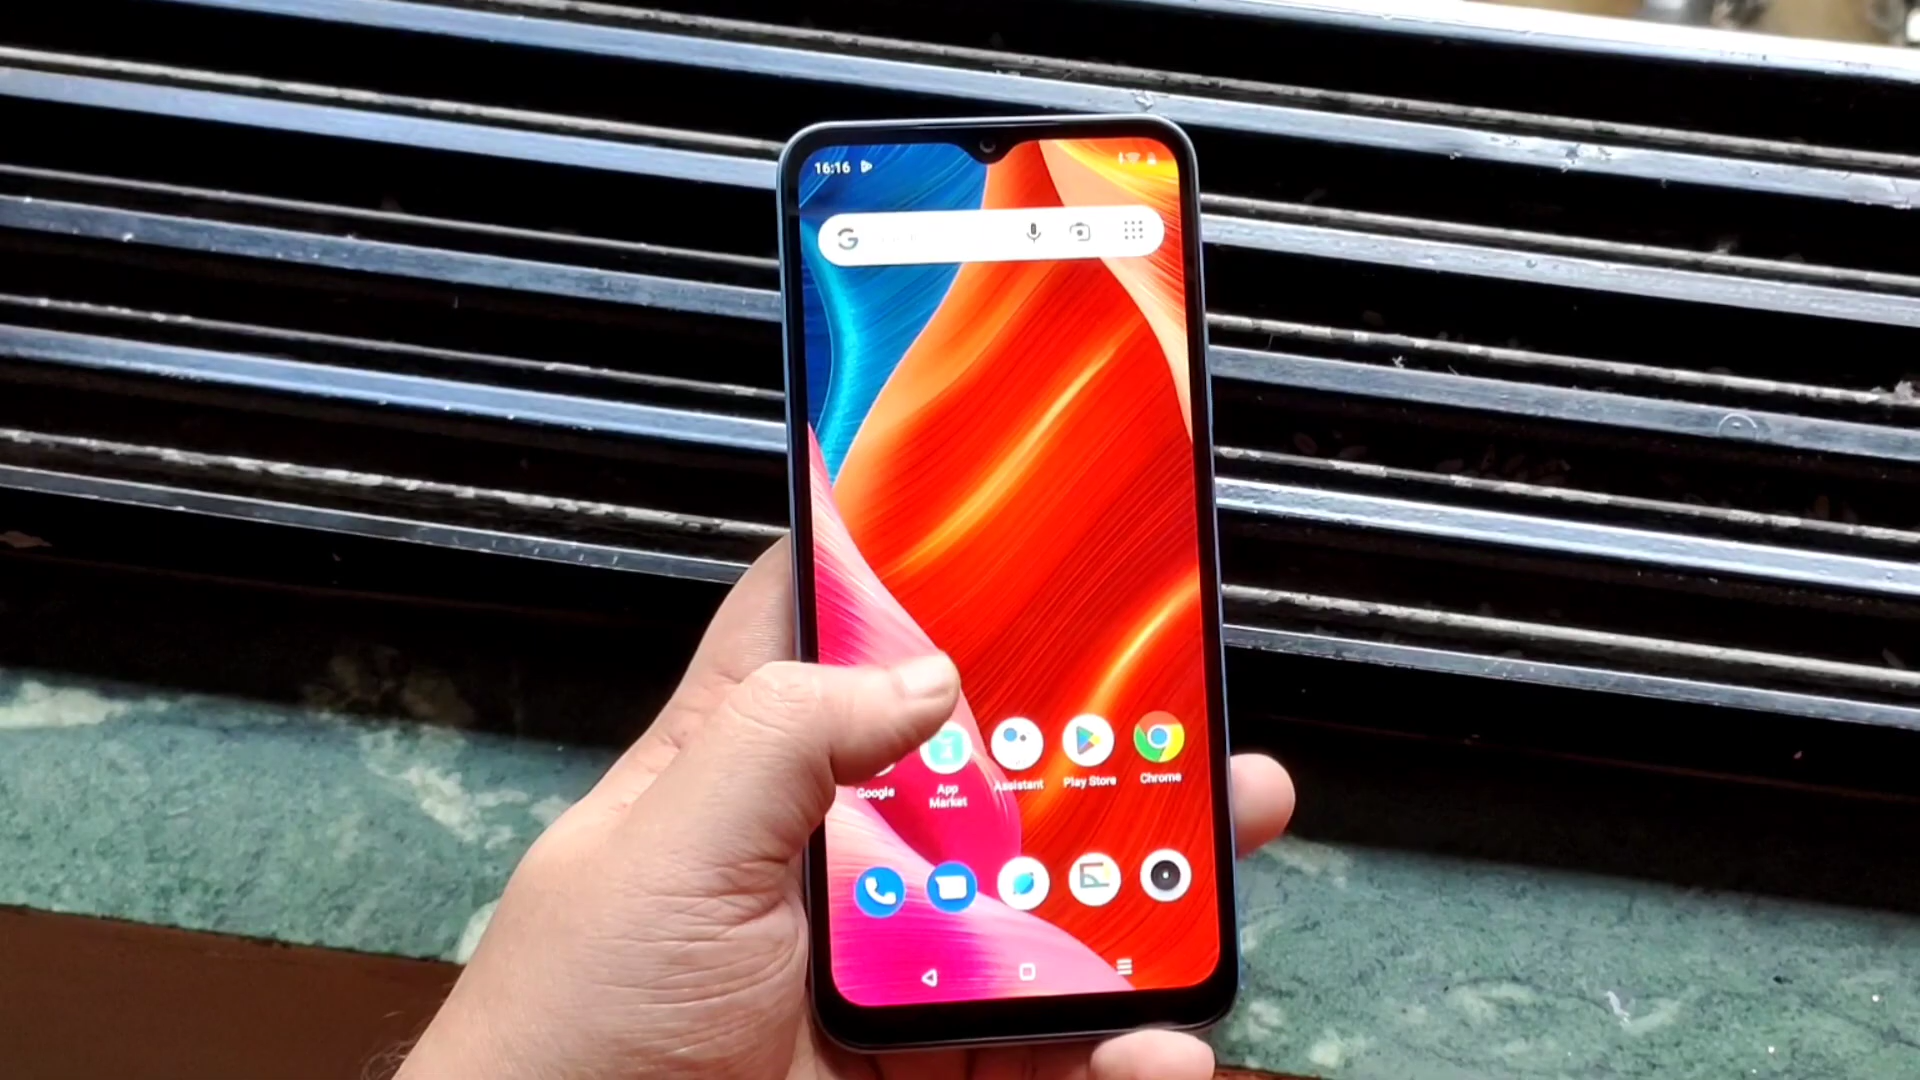 16:16
Google
App
Market
Assistant
Play Store
Chrome